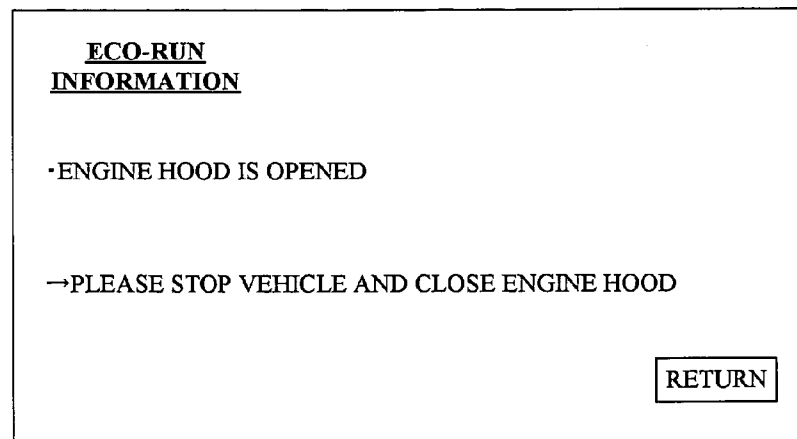 ECO-RUN
INFORMATION
·ENGINE HOOD IS OPENED
→PLEASE STOP VEHICLE AND CLOSE ENGINE HOOD
RETURN